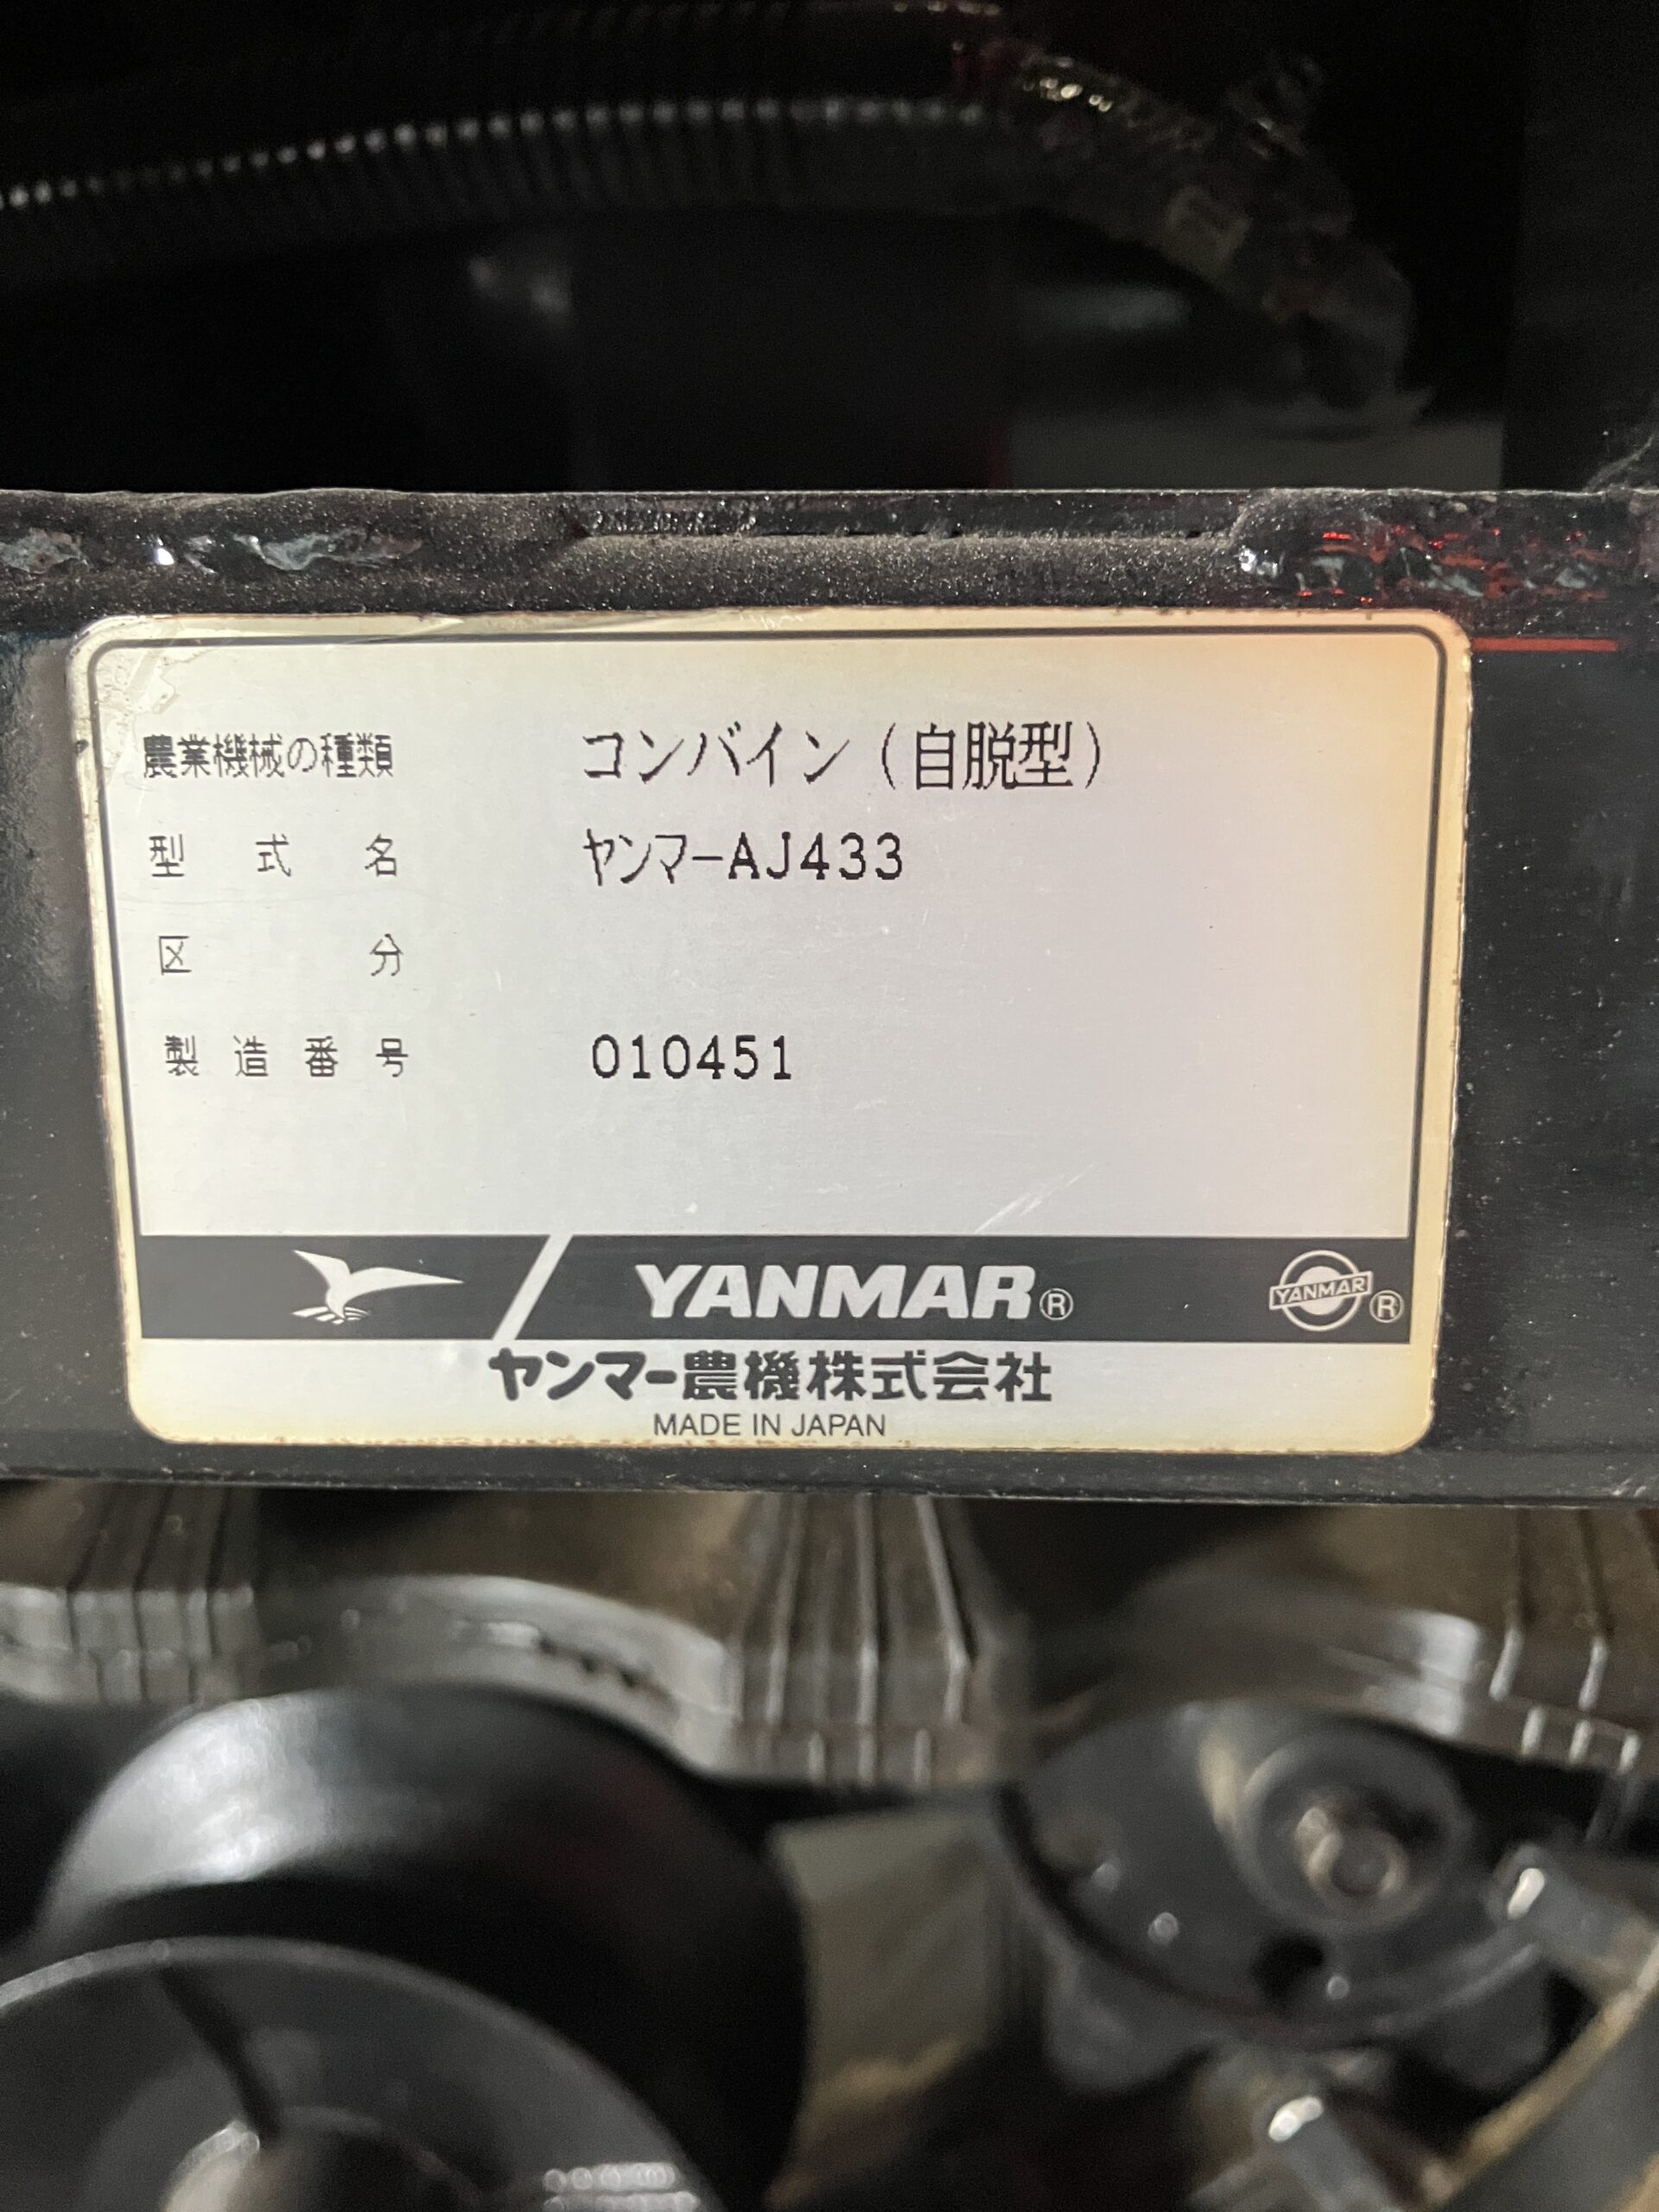 農業機械の種類 コンバイン（自脱型）
型式名 ヤンマーAJ433
区分
製造番号 010451
YANMAR® YANMAR®
ヤンマー農機株式会社
MADE IN JAPAN